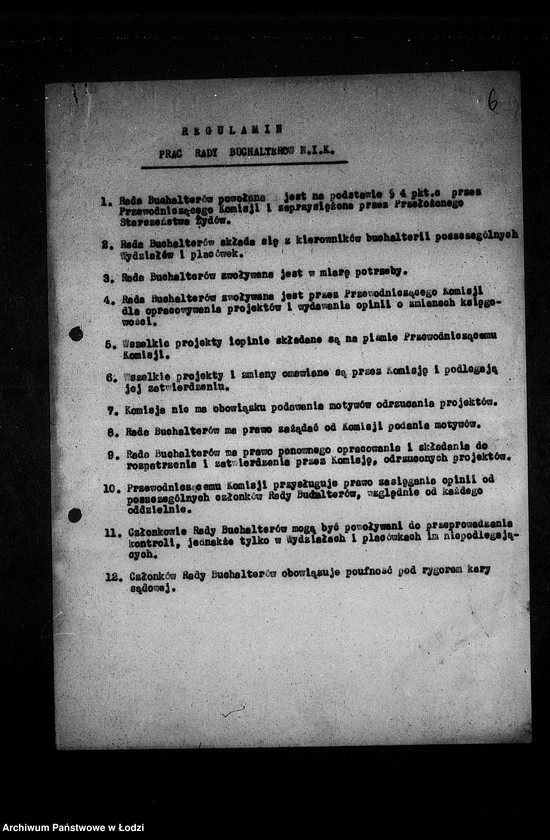 6
REGULAMIN
PRAC RADY BUCHALTERÓW N.I.K.
1. Rada Buchalterów powołana jest na podstawie § 4 pkt.c przez
Przewodniczącego Komisji i zaprzysiężona przez Przełożonego
Starszeństwa Żydów.
2. Rada Buchalterów składa się z kierowników buchalterii poszczególnych
Wydziałów i placówek.
3. Rada Buchalterów zwoływana jest w miarę potrzeby.
4. Rada Buchalterów zwoływana jest przez Przewodniczącego Komisji
dla opracowywania projektów i wydawania opinii o zmianach księgo-
wości.
5. Wszelkie projekty iopinie składane są na piśmie Przewodniczącemu
Komisji.
6. Wszelkie projekty i zmiany omawiane są przez Komisję i podlegają
jej zatwierdzeniu.
7. Komisja nie ma obowiązku podawania motywów odrzucania projektów.
8. Rada Buchalterów ma prawo zażądać od Komisji podania motywów.
9. Rada Buchalterów ma prawo ponownego opracowania i składania do
rozpatrzenia i zatwierdzenia przez Komisję, odrzuconych projektów.
10. Przewodniczącemu Komisji przysługuje prawo zasięgania opinii od
poszczególnych członków Rady Buchalterów, względnie od każdego
oddzielnie.
11. Członkowie Rady Buchalterów mogą być powoływani do przeprowadzania
kontroli, jednakże tylko w Wydziałach i placówkach im niepodlegają-
cych.
12. Członków Rady Buchalterów obowiązuje poufność pod rygorem kary
sądowej.
Archiwum Państwowe w Łodzi